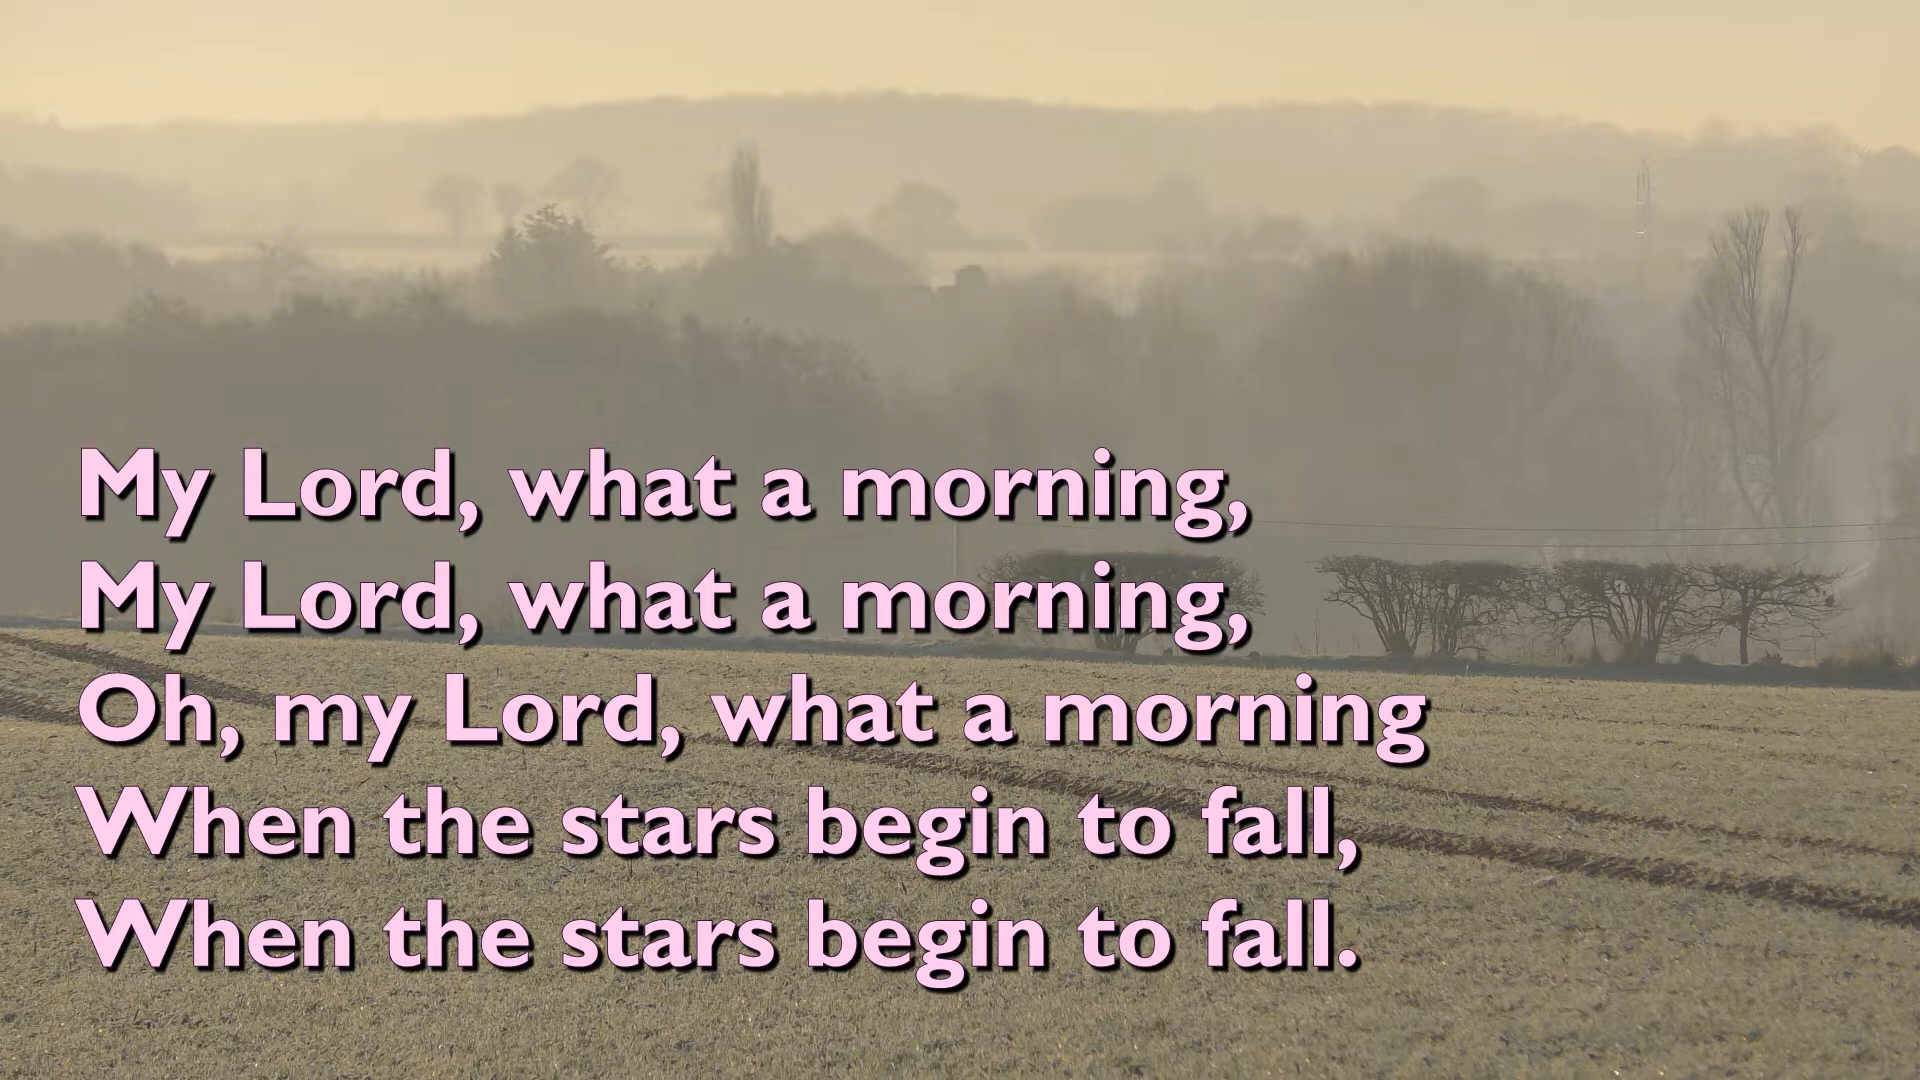 My Lord, what a morning,
My Lord, what a morning,
Oh, my Lord, what a morning
When the stars begin to fall,
When the stars begin to fall.